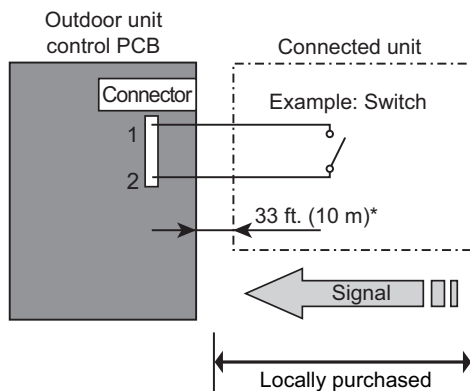 Outdoor unit
control PCB
Connected unit
Connector
Example: Switch
1
2
33 ft. (10 m)*
Signal
Locally purchased